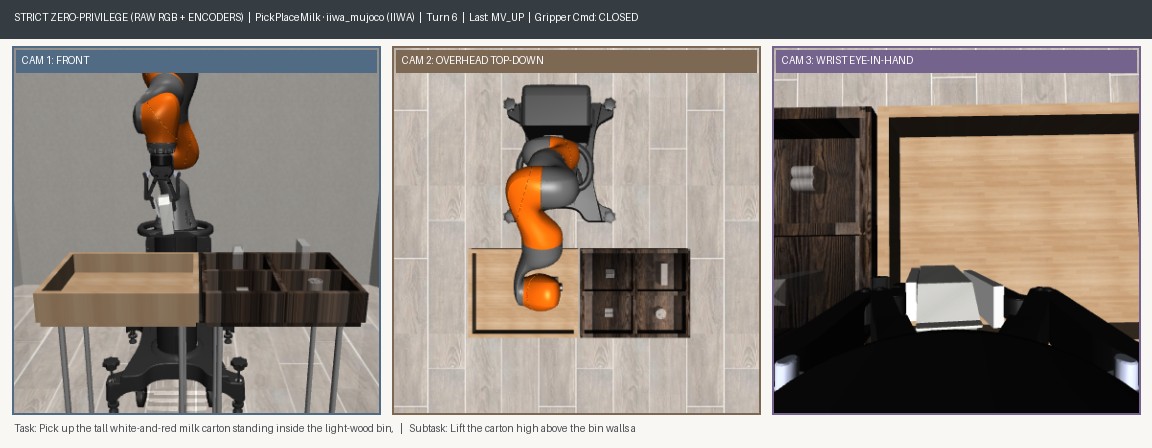 STRICT ZERO-PRIVILEGE (RAW RGB + ENCODERS) | PickPlaceMilk · iiwa_mujoco (IIWA) | Turn 6 | Last: MV_UP | Gripper Cmd: CLOSED
CAM 1: FRONT
CAM 2: OVERHEAD TOP-DOWN
CAM 3: WRIST EYE-IN-HAND
Task: Pick up the tall white-and-red milk carton standing inside the light-wood bin, | Subtask: Lift the carton high above the bin walls a